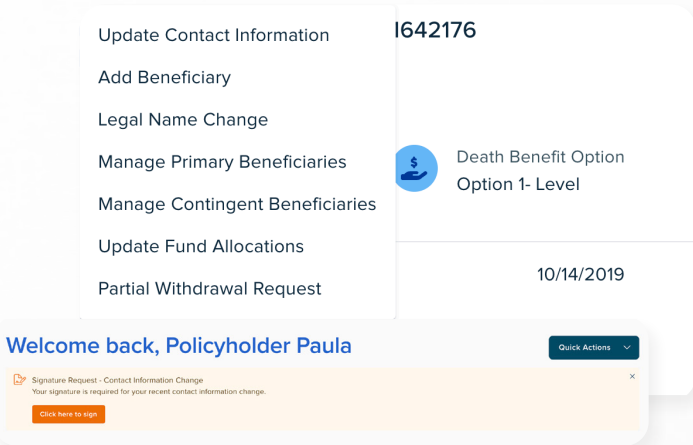 Update Contact Information
Add Beneficiary
Legal Name Change
Manage Primary Beneficiaries
Manage Contingent Beneficiaries
Update Fund Allocations
Partial Withdrawal Request
1642176
Death Benefit Option
Option 1- Level
10/14/2019
Welcome back, Policyholder Paula
Quick Actions
Signature Request - Contact Information Change
Your signature is required for your recent contact information change.
Click here to sign